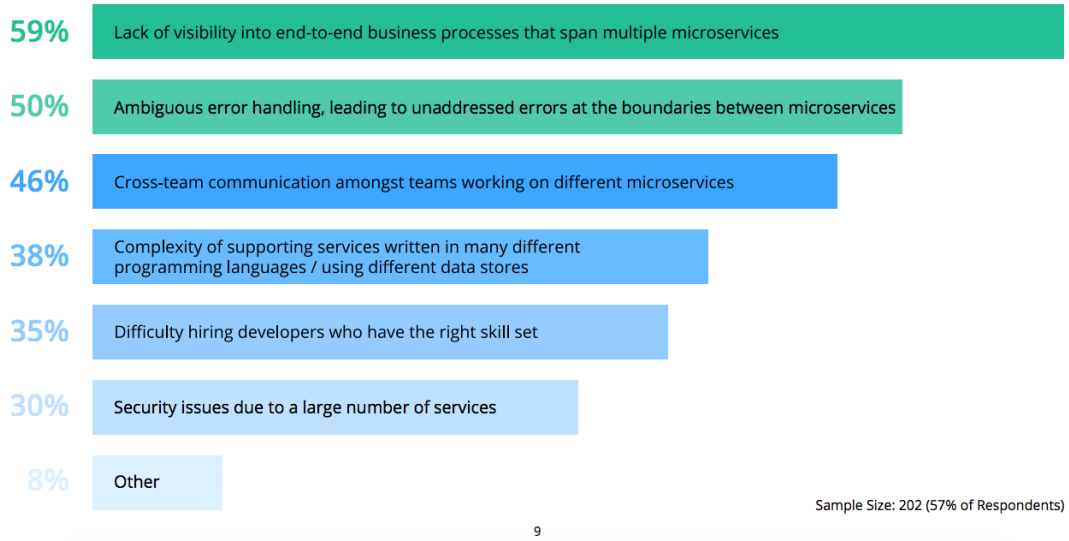 59% Lack of visibility into end-to-end business processes that span multiple microservices
50% Ambiguous error handling, leading to unaddressed errors at the boundaries between microservices
46% Cross-team communication amongst teams working on different microservices
38% Complexity of supporting services written in many different
programming languages / using different data stores
35% Difficulty hiring developers who have the right skill set
30% Security issues due to a large number of services
8% Other
Sample Size: 202 (57% of Respondents)
9